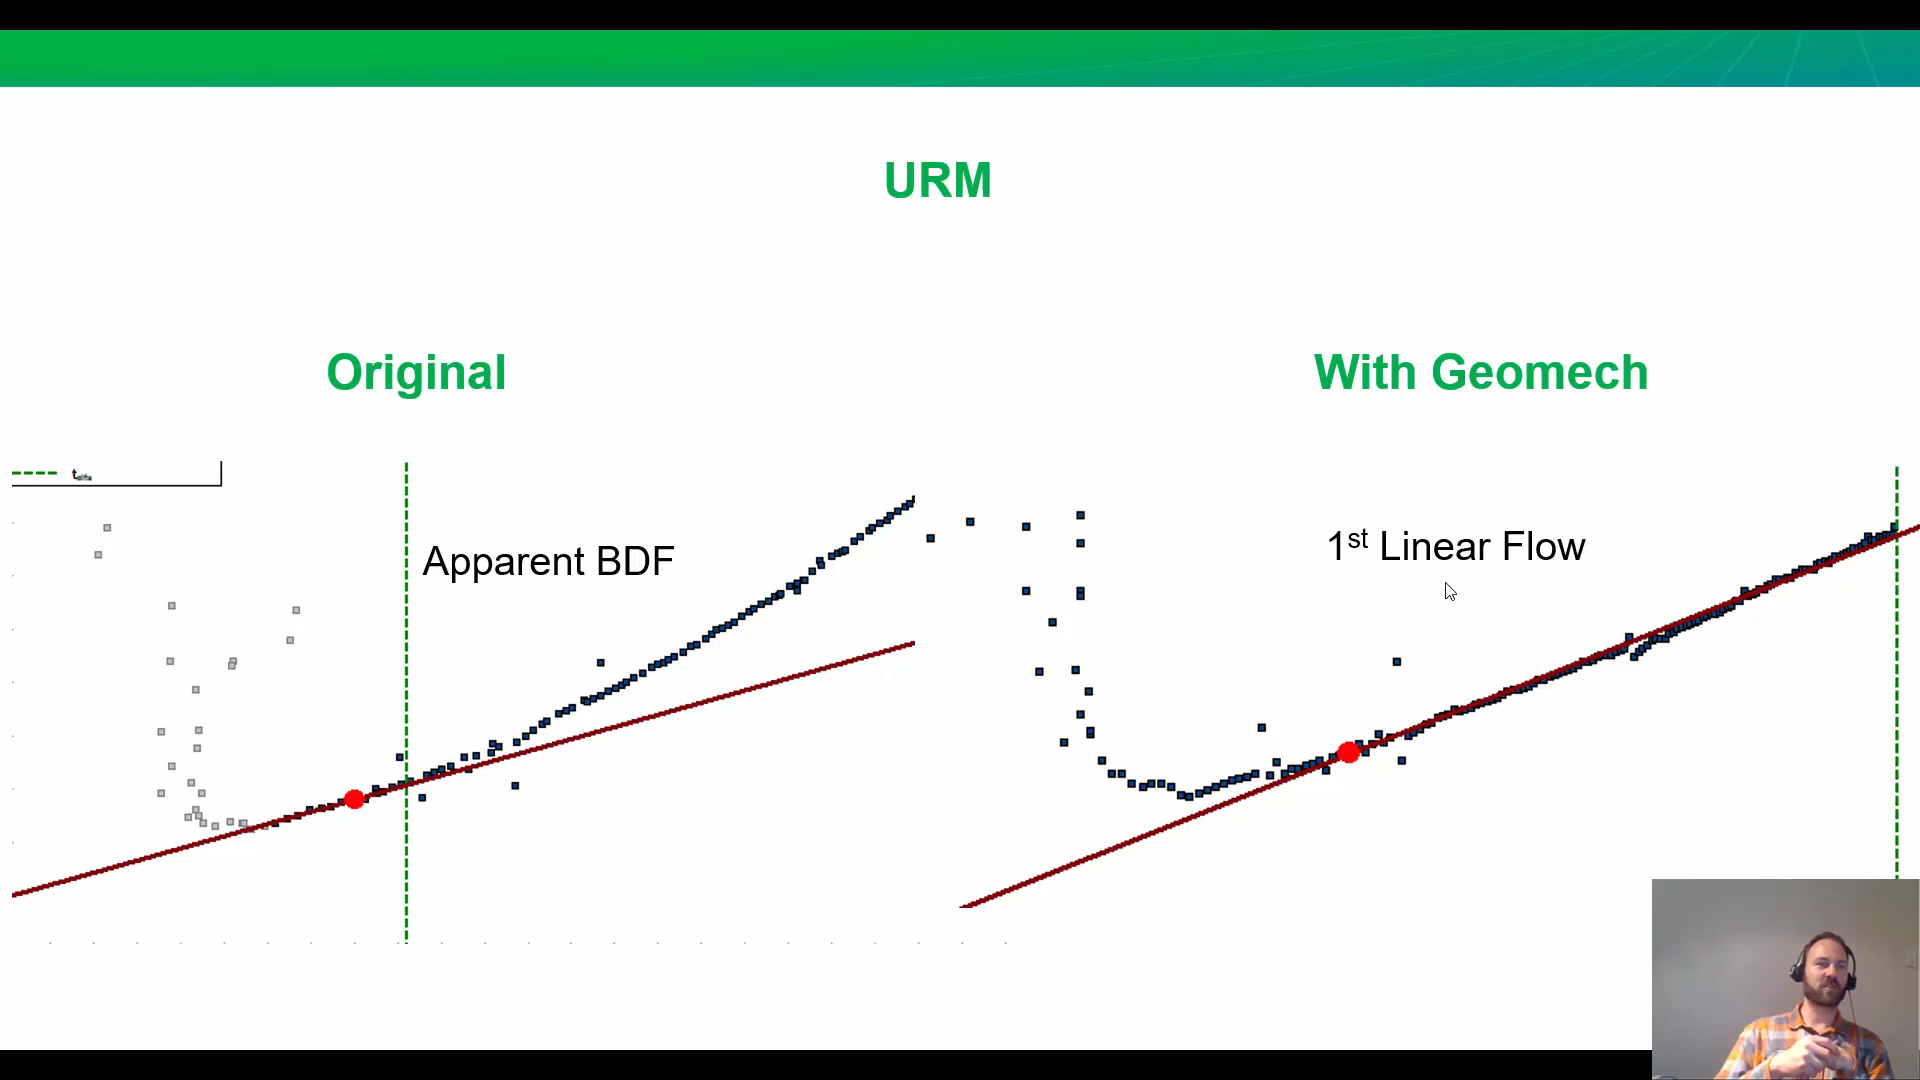 URM
Original
With Geomech
Apparent BDF
1st Linear Flow